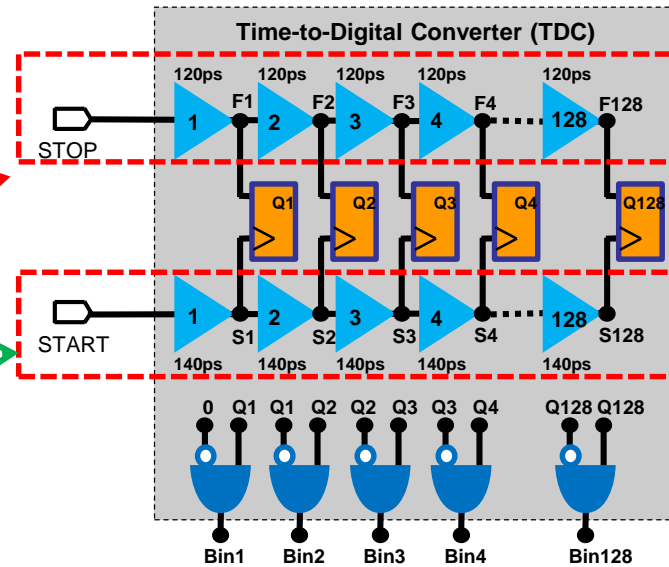 Time-to-Digital Converter (TDC)
120ps 120ps 120ps 120ps 120ps
F1 F2 F3 F4 F128
1 2 3 4 128
STOP
Q1 Q2 Q3 Q4 Q128
1 2 3 4 128
START
S1 S2 S3 S4 S128
140ps 140ps 140ps 140ps 140ps
0 Q1 Q1 Q2 Q2 Q3 Q3 Q4 Q128 Q128
Bin1 Bin2 Bin3 Bin4 Bin128